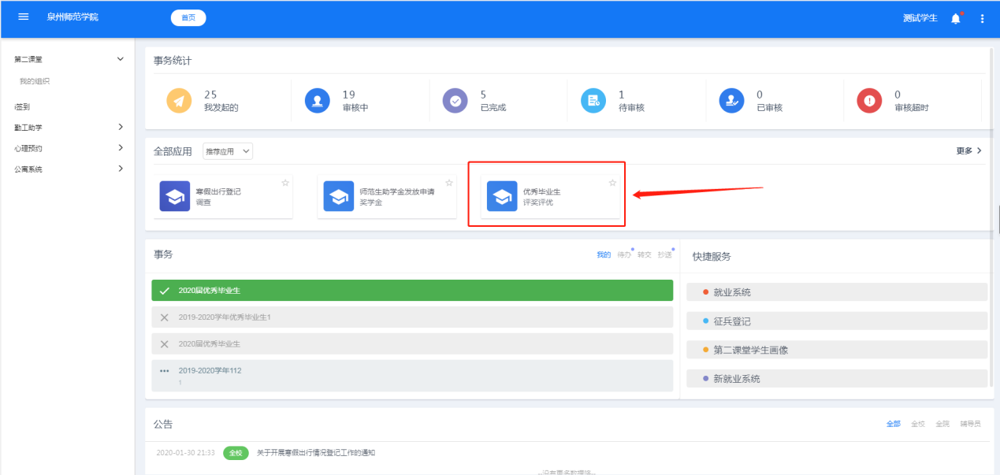 泉州师范学院
首页
测试学生
第二课堂
我的组织
i签到
勤工助学
心理预约
公寓系统
事务统计
25
我发起的
19
审核中
5
已完成
1
待审核
0
已审核
0
审核超时
全部应用
推荐应用
更多
寒假出行登记
调查
师范生助学金发放申请
奖学金
优秀毕业生
评奖评优
事务
我的 待办 转交 抄送
2020届优秀毕业生
2019-2020学年优秀毕业生1
2020届优秀毕业生
2019-2020学年112
1
快捷服务
就业系统
征兵登记
第二课堂学生画像
新就业系统
公告
全部 全校 全院 辅导员
2020-01-30 21:33 全校 关于开展寒假出行情况登记工作的通知